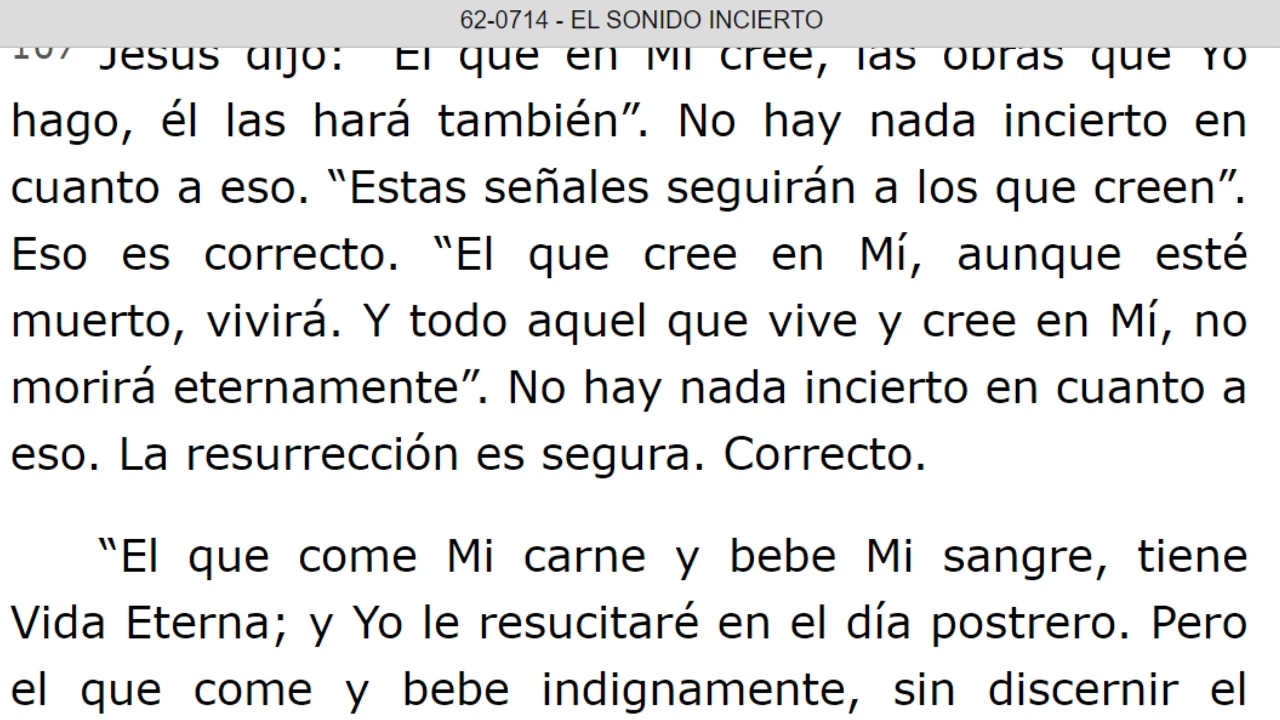 62-0714 - EL SONIDO INCIERTO
167 Jesús dijo: “El que en Mí cree, las obras que Yo
hago, él las hará también”. No hay nada incierto en
cuanto a eso. “Estas señales seguirán a los que creen”.
Eso es correcto. “El que cree en Mí, aunque esté
muerto, vivirá. Y todo aquel que vive y cree en Mí, no
morirá eternamente”. No hay nada incierto en cuanto a
eso. La resurrección es segura. Correcto.
“El que come Mi carne y bebe Mi sangre, tiene
Vida Eterna; y Yo le resucitaré en el día postrero. Pero
el que come y bebe indignamente, sin discernir el